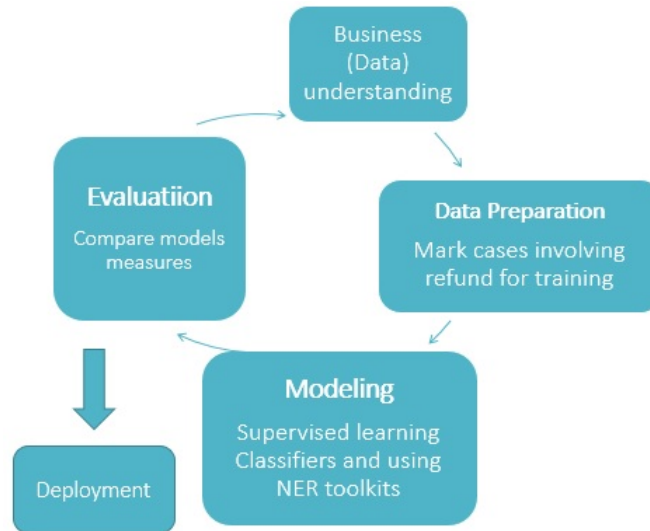 Business
(Data)
understanding
Evaluatiion
Compare models
measures
Data Preparation
Mark cases involving
refund for training
Modeling
Supervised learning
Classifiers and using
NER toolkits
Deployment